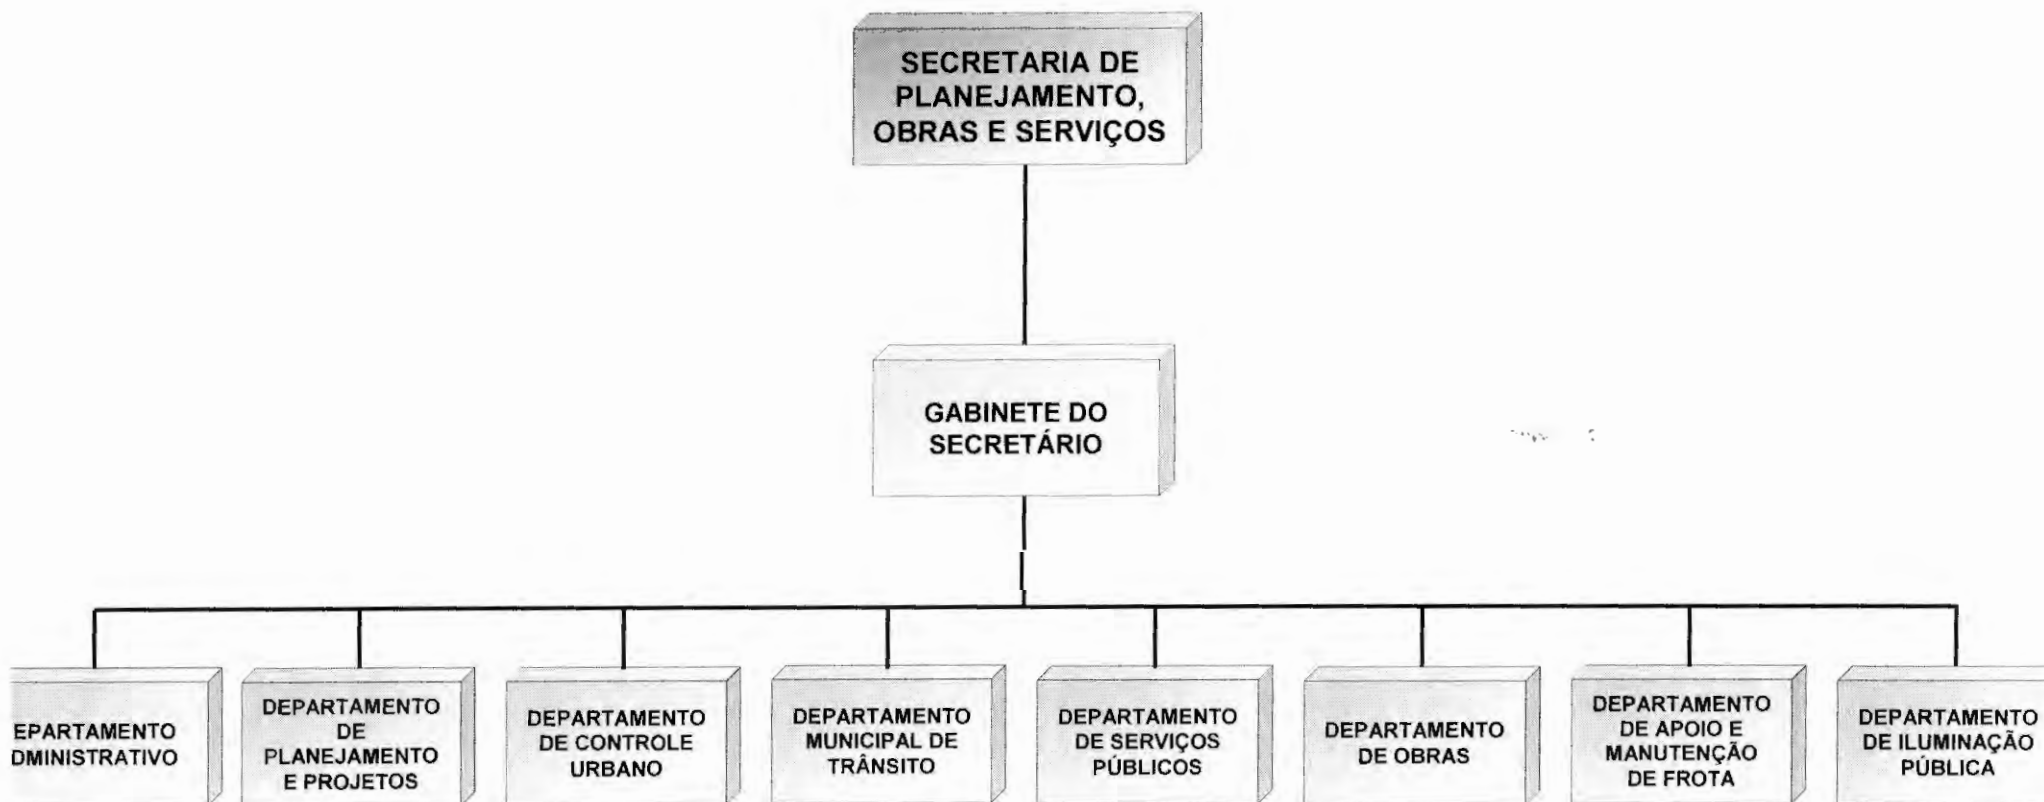 SECRETARIA DE
PLANEJAMENTO,
OBRAS E SERVIÇOS
GABINETE DO
SECRETÁRIO
EPARTAMENTO
DMINISTRATIVO
DEPARTAMENTO
DE
PLANEJAMENTO
E PROJETOS
DEPARTAMENTO
DE CONTROLE
URBANO
DEPARTAMENTO
MUNICIPAL DE
TRÂNSITO
DEPARTAMENTO
DE SERVIÇOS
PÚBLICOS
DEPARTAMENTO
DE OBRAS
DEPARTAMENTO
DE APOIO E
MANUTENÇÃO
DE FROTA
DEPARTAMENTO
DE ILUMINAÇÃO
PÚBLICA